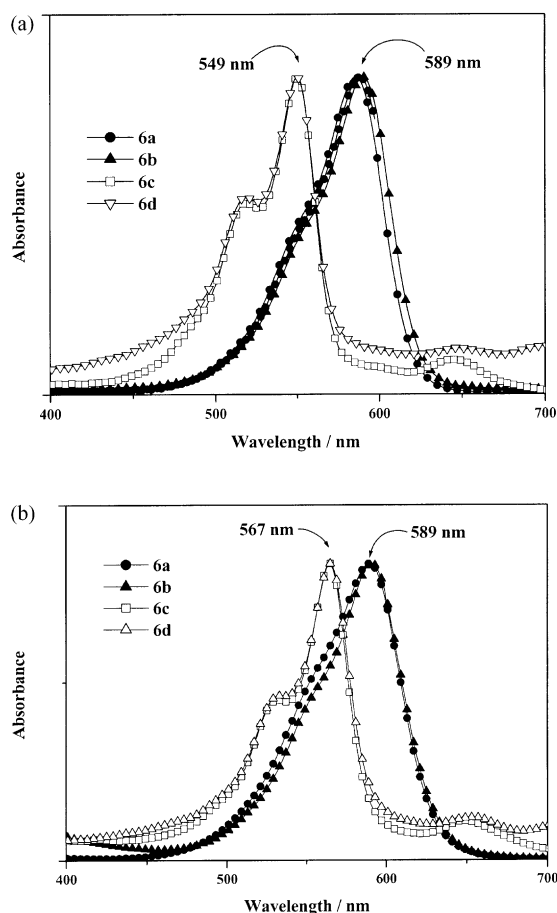 (a)
549 nm
589 nm
6a
6b
6c
6d
Absorbance
400
500
600
700
Wavelength / nm
(b)
567 nm
589 nm
6a
6b
6c
6d
Absorbance
400
500
600
700
Wavelength / nm